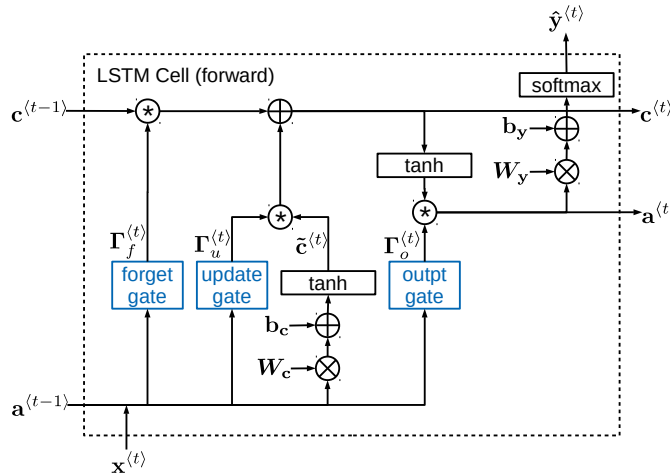 ŷ⟨t⟩
LSTM Cell (forward)
softmax
c⟨t−1⟩
c⟨t⟩
b_y
tanh
W_y
a⟨t
Γ_f⟨t⟩
Γ_u⟨t⟩
c̃⟨t⟩
Γ_o⟨t⟩
forget
gate
update
gate
tanh
outpt
gate
b_c
W_c
a⟨t−1⟩
x⟨t⟩